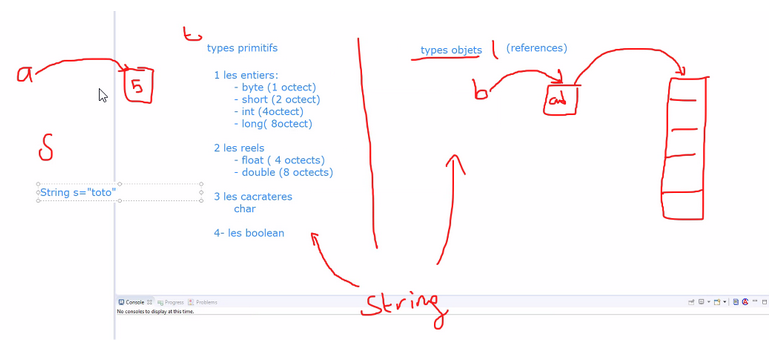 types primitifs
types objets (references)
a
5
1 les entiers:
- byte (1 octect)
- short (2 octect)
- int (4octect)
- long( 8octect)
b
ad
S
2 les reels
- float ( 4 octects)
- double (8 octects)
String s="toto"
3 les cacrateres
char
4- les boolean
String
Console
Progress
Problems
No consoles to display at this time.